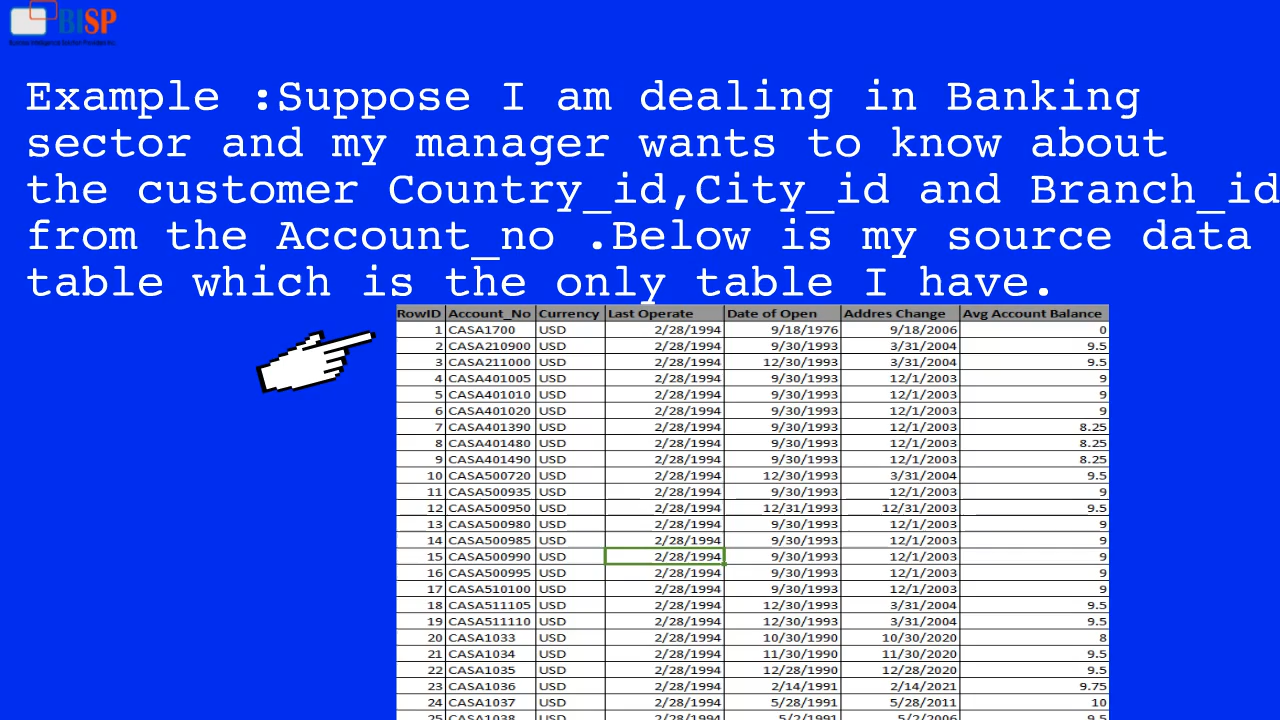 BISP
Example :Suppose I am dealing in Banking
sector and my manager wants to know about
the customer Country_id,City_id and Branch_id
from the Account_no .Below is my source data
table which is the only table I have.
RowID Account_No Currency Last Operate Date of Open Addres Change Avg Account Balance
1 CASA1700 USD 2/28/1994 9/18/1976 9/18/2006 0
2 CASA210900 USD 2/28/1994 9/30/1993 3/31/2004 9.5
3 CASA211000 USD 2/28/1994 12/30/1993 3/31/2004 9.5
4 CASA401005 USD 2/28/1994 9/30/1993 12/1/2003 9
5 CASA401010 USD 2/28/1994 9/30/1993 12/1/2003 9
6 CASA401020 USD 2/28/1994 9/30/1993 12/1/2003 9
7 CASA401390 USD 2/28/1994 9/30/1993 12/1/2003 8.25
8 CASA401480 USD 2/28/1994 9/30/1993 12/1/2003 8.25
9 CASA401490 USD 2/28/1994 9/30/1993 12/1/2003 8.25
10 CASA500720 USD 2/28/1994 12/30/1993 3/31/2004 9.5
11 CASA500935 USD 2/28/1994 9/30/1993 12/1/2003 9
12 CASA500950 USD 2/28/1994 12/31/1993 12/31/2003 9.5
13 CASA500980 USD 2/28/1994 9/30/1993 12/1/2003 9
14 CASA500985 USD 2/28/1994 9/30/1993 12/1/2003 9
15 CASA500990 USD 2/28/1994 9/30/1993 12/1/2003 9
16 CASA500995 USD 2/28/1994 9/30/1993 12/1/2003 9
17 CASA510100 USD 2/28/1994 9/30/1993 12/1/2003 9
18 CASA511105 USD 2/28/1994 12/30/1993 3/31/2004 9.5
19 CASA511110 USD 2/28/1994 12/30/1993 3/31/2004 9.5
20 CASA1033 USD 2/28/1994 10/30/1990 10/30/2020 8
21 CASA1034 USD 2/28/1994 11/30/1990 11/30/2020 9.5
22 CASA1035 USD 2/28/1994 12/28/1990 12/28/2020 9.5
23 CASA1036 USD 2/28/1994 2/14/1991 2/14/2021 9.75
24 CASA1037 USD 2/28/1994 5/28/1991 5/28/2011 10
25 CASA1038 USD 2/28/1994 5/2/1991 5/2/2006